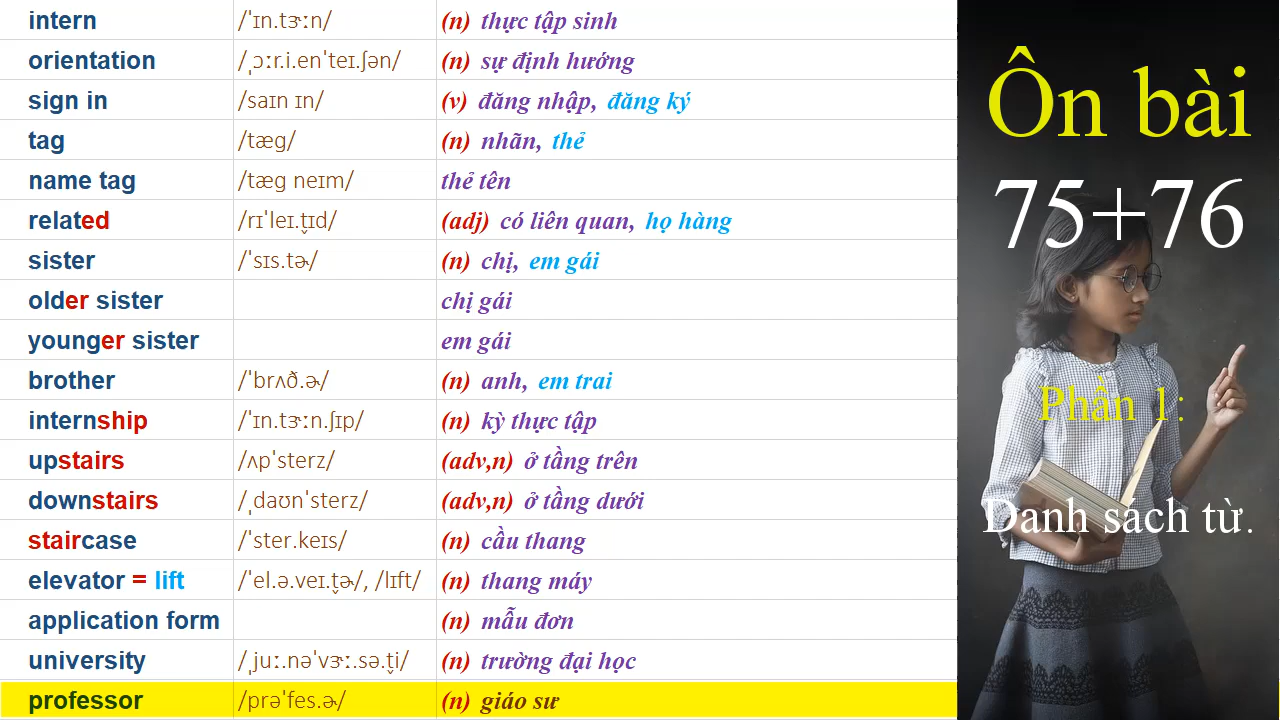 intern /ˈɪn.tɝːn/ (n) thực tập sinh
orientation /ˌɔːr.i.enˈteɪ.ʃən/ (n) sự định hướng
sign in /saɪn ɪn/ (v) đăng nhập, đăng ký
tag /tæɡ/ (n) nhãn, thẻ
name tag /tæɡ neɪm/ thẻ tên
related /rɪˈleɪ.t̬ɪd/ (adj) có liên quan, họ hàng
sister /ˈsɪs.tɚ/ (n) chị, em gái
older sister chị gái
younger sister em gái
brother /ˈbrʌð.ɚ/ (n) anh, em trai
internship /ˈɪn.tɝːn.ʃɪp/ (n) kỳ thực tập
upstairs /ʌpˈsterz/ (adv,n) ở tầng trên
downstairs /ˌdaʊnˈsterz/ (adv,n) ở tầng dưới
staircase /ˈster.keɪs/ (n) cầu thang
elevator = lift /ˈel.ə.veɪ.t̬ɚ/, /lɪft/ (n) thang máy
application form (n) mẫu đơn
university /ˌjuː.nəˈvɝː.sə.t̬i/ (n) trường đại học
professor /prəˈfes.ɚ/ (n) giáo sư
Ôn bài
75+76
Phần 1:
Danh sách từ.